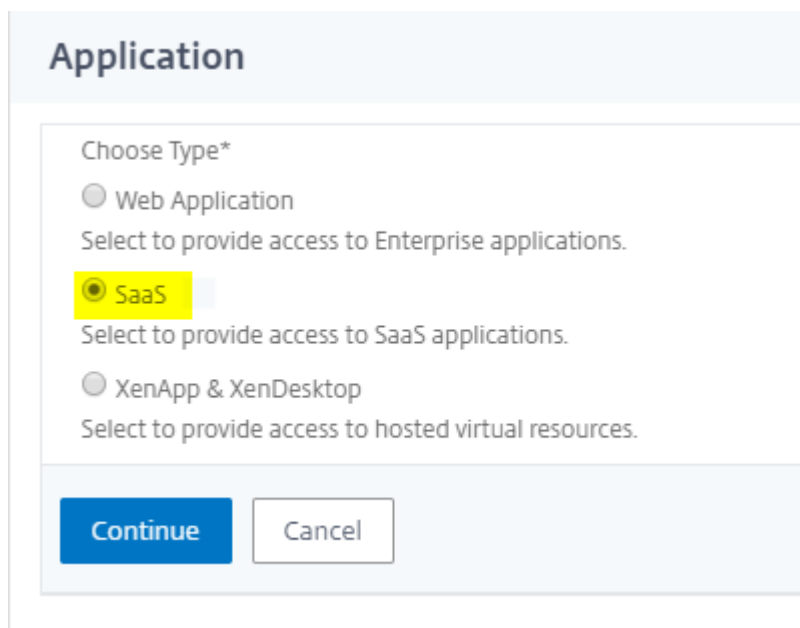 Application
Choose Type*
Web Application
Select to provide access to Enterprise applications.
SaaS
Select to provide access to SaaS applications.
XenApp & XenDesktop
Select to provide access to hosted virtual resources.
Continue
Cancel